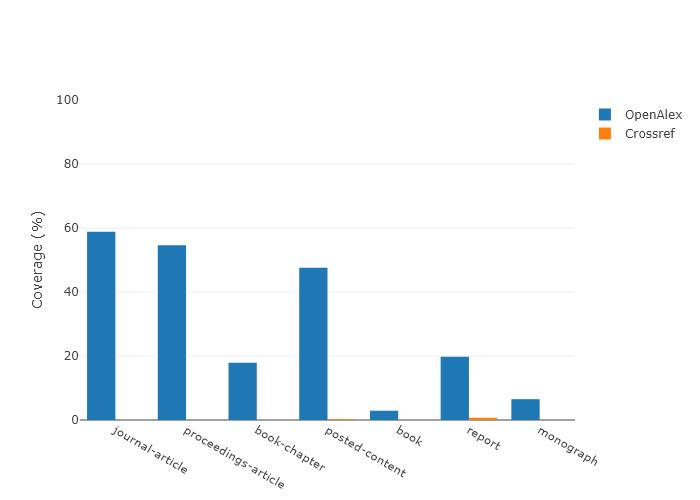 100
80
60
40
20
0
Coverage (%)
OpenAlex
Crossref
journal-article
proceedings-article
book-chapter
posted-content
book
report
monograph